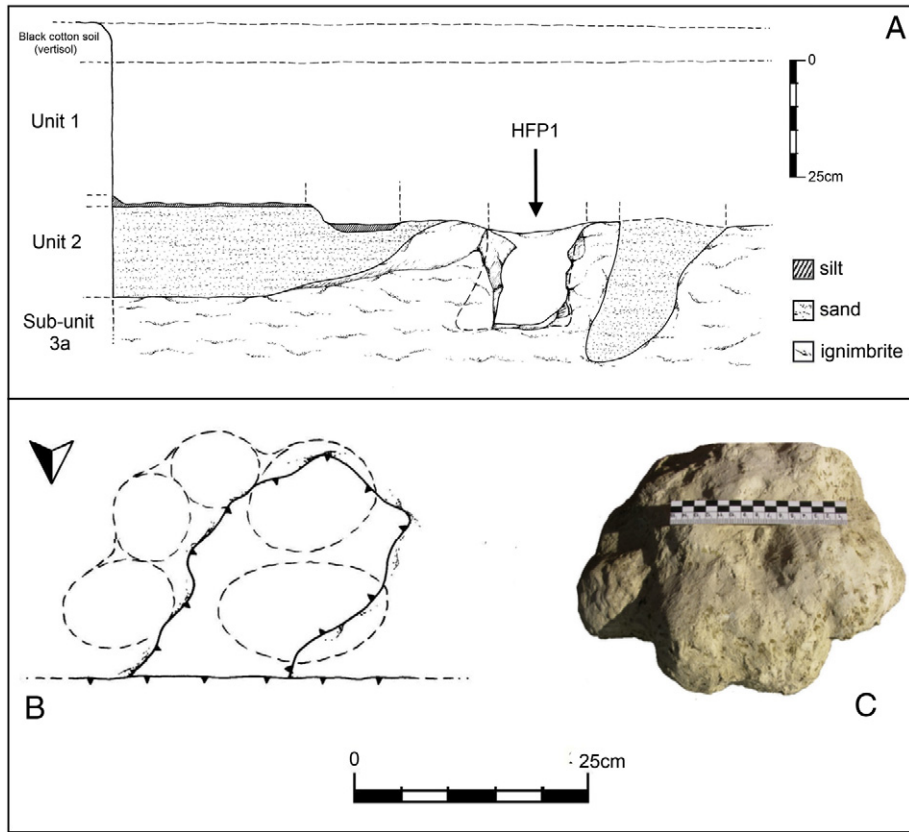 A
Black cotton soil
(vertisol)
0
Unit 1
HFP1
25cm
Unit 2
silt
sand
Sub-unit
3a
ignimbrite
B
C
0
25cm